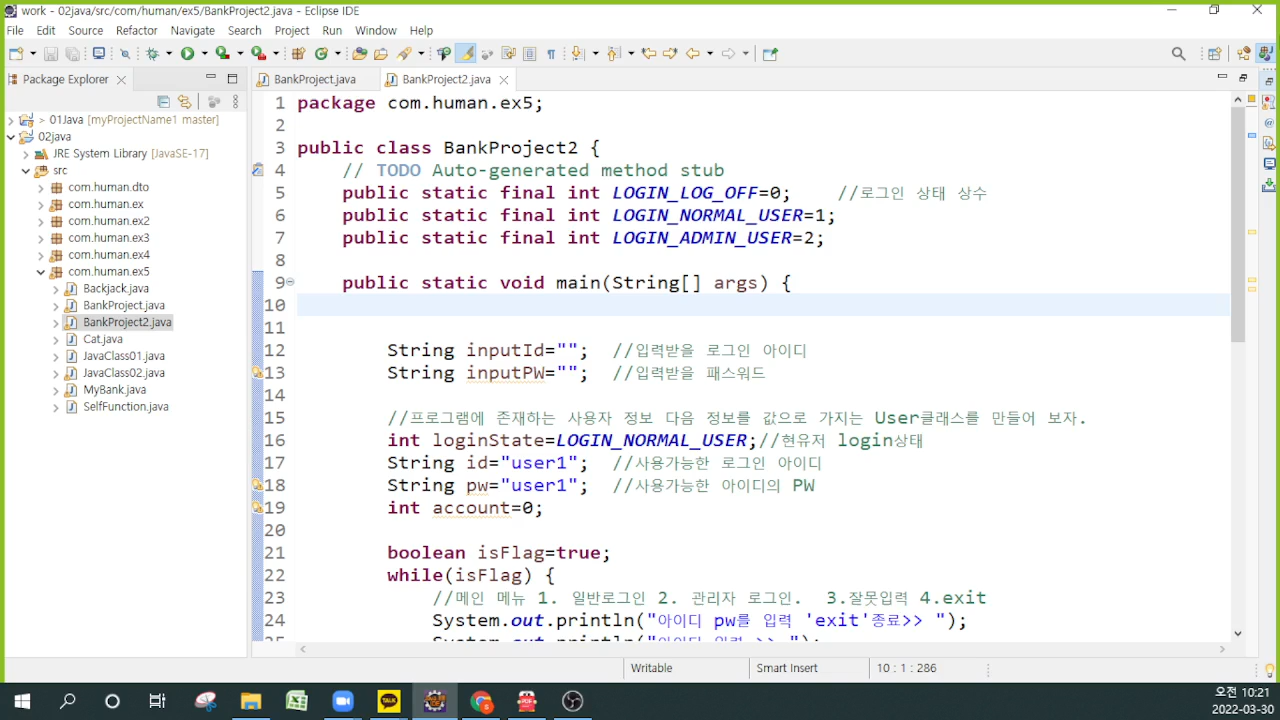 work - 02java/src/com/human/ex5/BankProject2.java - Eclipse IDE
File Edit Source Refactor Navigate Search Project Run Window Help
Package Explorer
BankProject.java
BankProject2.java
> 01Java [myProjectName1 master]
02java
JRE System Library [JavaSE-17]
src
com.human.dto
com.human.ex
com.human.ex2
com.human.ex3
com.human.ex4
com.human.ex5
Backjack.java
BankProject.java
BankProject2.java
Cat.java
JavaClass01.java
JavaClass02.java
MyBank.java
SelfFunction.java
1 package com.human.ex5;
2
3 public class BankProject2 {
4 // TODO Auto-generated method stub
5 public static final int LOGIN_LOG_OFF=0; //로그인 상태 상수
6 public static final int LOGIN_NORMAL_USER=1;
7 public static final int LOGIN_ADMIN_USER=2;
8
9 public static void main(String[] args) {
10
11
12 String inputId=""; //입력받을 로그인 아이디
13 String inputPW=""; //입력받을 패스워드
14
15 //프로그램에 존재하는 사용자 정보 다음 정보를 값으로 가지는 User클래스를 만들어 보자.
16 int loginState=LOGIN_NORMAL_USER;//현유저 login상태
17 String id="user1"; //사용가능한 로그인 아이디
18 String pw="user1"; //사용가능한 아이디의 PW
19 int account=0;
20
21 boolean isFlag=true;
22 while(isFlag) {
23 //메인 메뉴 1. 일반로그인 2. 관리자 로그인. 3.잘못입력 4.exit
24 System.out.println("아이디 pw를 입력 'exit'종료>> ");
25 System.out.println("아이디 입력 >> ");
Writable Smart Insert 10 : 1 : 286
오전 10:21
2022-03-30